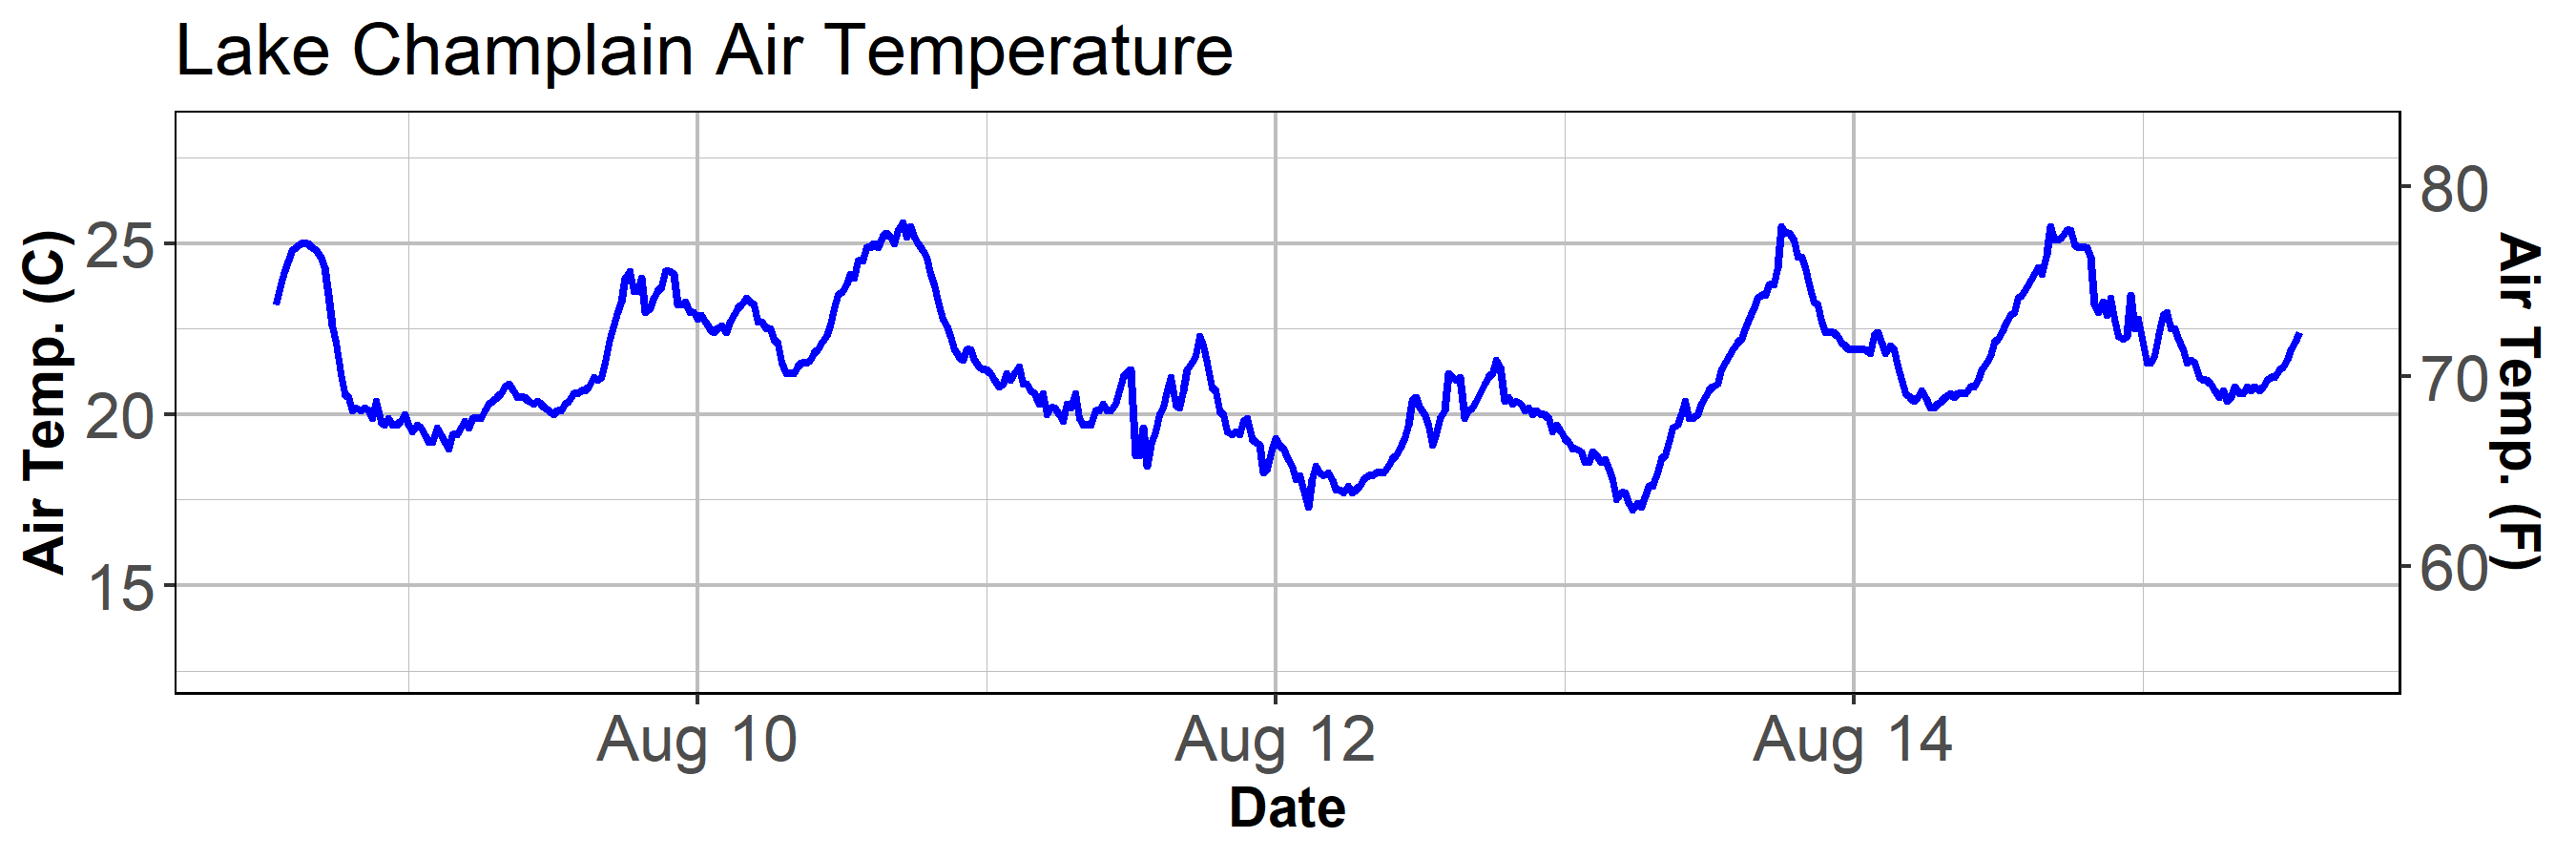 Lake Champlain Air Temperature
Air Temp. (C)
25
20
15
80
70
60
Air Temp. (F)
Aug 10
Aug 12
Aug 14
Date